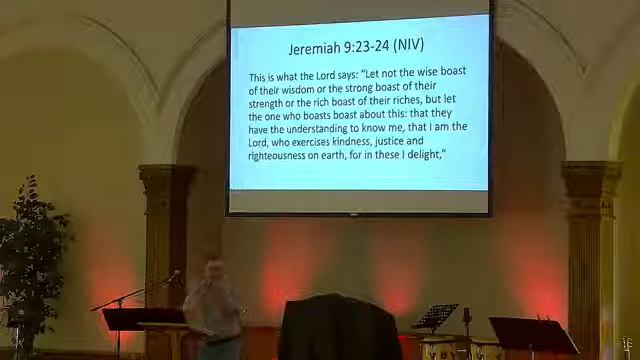 Jeremiah 9:23-24 (NIV)
This is what the Lord says: "Let not the wise boast
of their wisdom or the strong boast of their
strength or the rich boast of their riches, but let
the one who boasts boast about this: that they
have the understanding to know me, that I am the
Lord, who exercises kindness, justice and
righteousness on earth, for in these I delight,"